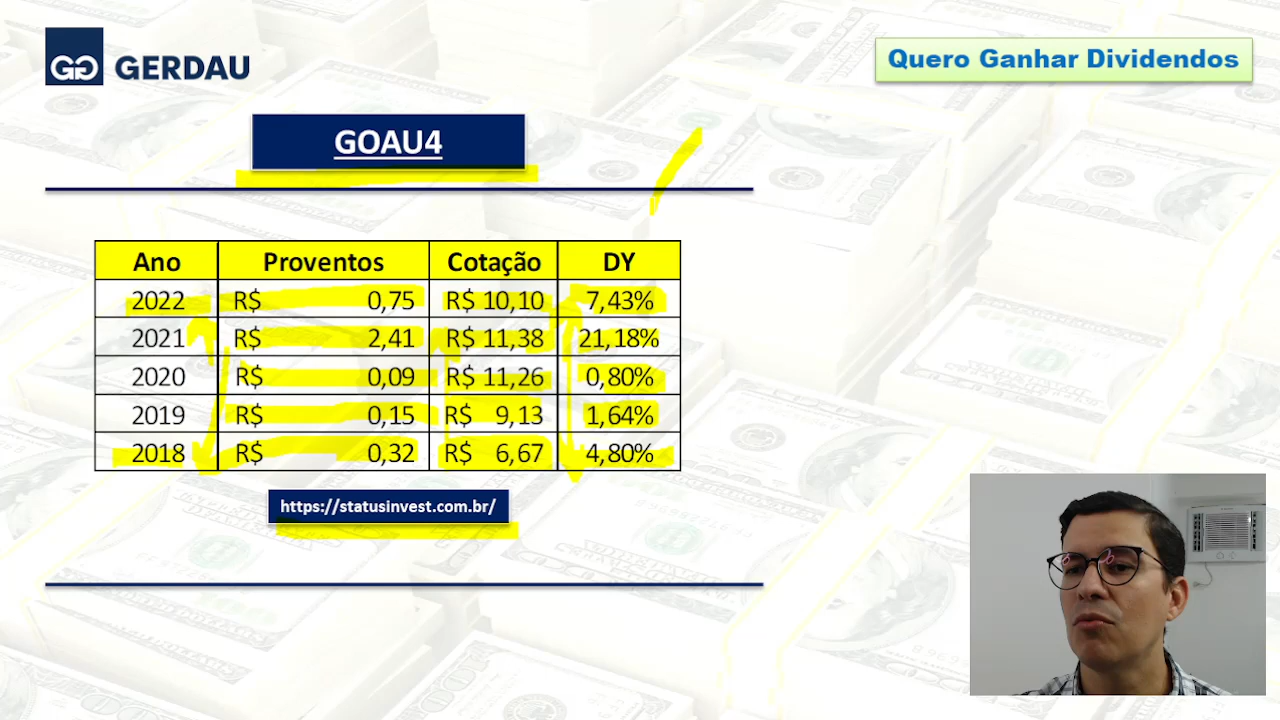 GG GERDAU
Quero Ganhar Dividendos
GOAU4
Ano Proventos Cotação DY
2022 R$ 0,75 R$ 10,10 7,43%
2021 R$ 2,41 R$ 11,38 21,18%
2020 R$ 0,09 R$ 11,26 0,80%
2019 R$ 0,15 R$ 9,13 1,64%
2018 R$ 0,32 R$ 6,67 4,80%
https://statusinvest.com.br/